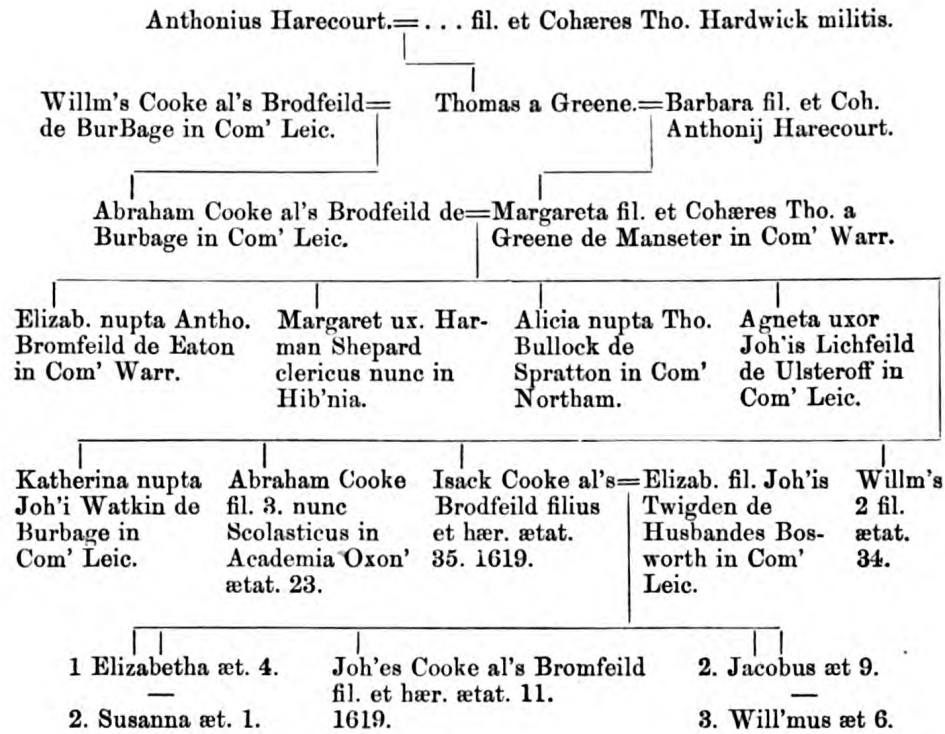 Anthonius Harecourt.=. . . fil. et Cohæres Tho. Hardwick militis.
Willm's Cooke al's Brodfeild=
de BurBage in Com' Leic.
Thomas a Greene.=Barbara fil. et Coh.
Anthonij Harecourt.
Abraham Cooke al's Brodfeild de=Margareta fil. et Cohæres Tho. a
Burbage in Com' Leic.
Greene de Manseter in Com' Warr.
Elizab. nupta Antho.
Bromfeild de Eaton
in Com' Warr.
Margaret ux. Har-
man Shepard
clericus nunc in
Hib'nia.
Alicia nupta Tho.
Bullock de
Spratton in Com'
Northam.
Agneta uxor
Joh'is Lichfeild
de Ulsteroff in
Com' Leic.
Katherina nupta
Joh'i Watkin de
Burbage in
Com' Leic.
Abraham Cooke
fil. 3. nunc
Scolasticus in
Academia Oxon'
ætat. 23.
Isack Cooke al's=
Brodfeild filius
et hær. ætat.
35. 1619.
Elizab. fil. Joh'is
Twigden de
Husbandes Bos-
worth in Com'
Leic.
Willm's
2 fil.
ætat.
34.
1 Elizabetha æt. 4.
—
2. Susanna æt. 1.
Joh'es Cooke al's Bromfeild
fil. et hær. ætat. 11.
1619.
2. Jacobus æt 9.
—
3. Will'mus æt 6.